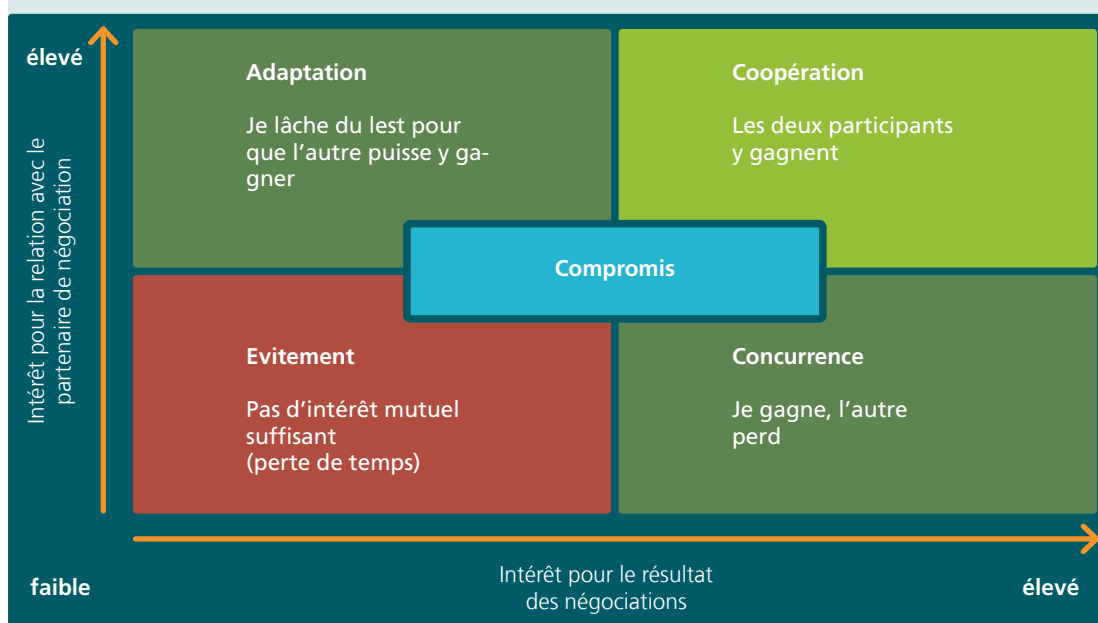 élevé
Intérêt pour la relation avec le
partenaire de négociation
Adaptation
Je lâche du lest pour
que l’autre puisse y ga-
gner
Coopération
Les deux participants
y gagnent
Compromis
Evitement
Pas d’intérêt mutuel
suffisant
(perte de temps)
Concurrence
Je gagne, l’autre
perd
faible
Intérêt pour le résultat
des négociations
élevé